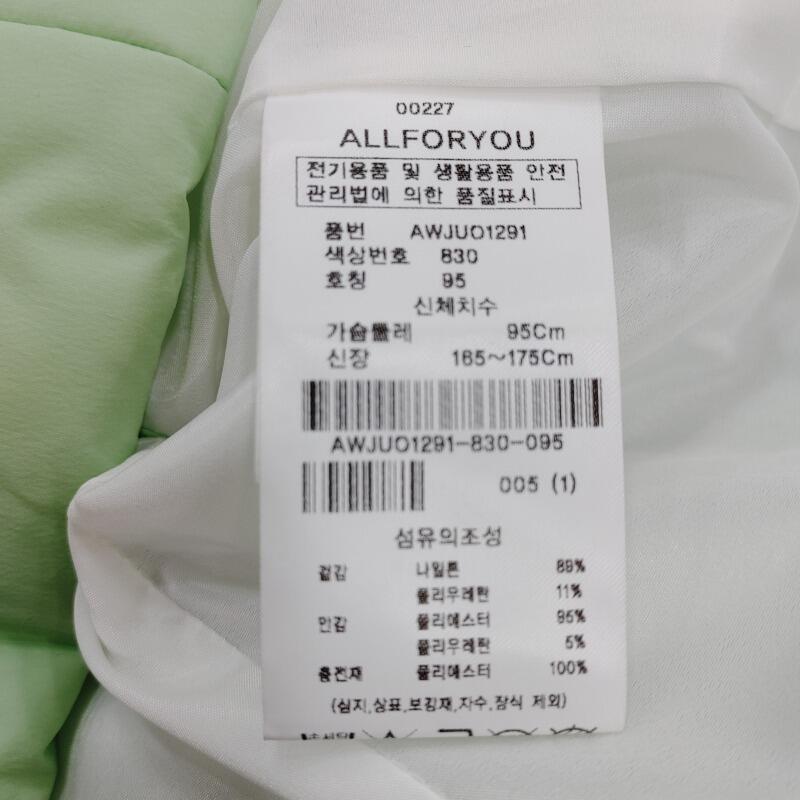 00227
ALLFORYOU
전기용품 및 생활용품 안전
관리법에 의한 품질표시
품번 AWJUO1291
색상번호 830
호칭 95
신체치수
가슴둘레 95Cm
신장 165~175Cm
AWJUO1291-830-095
005 (1)
섬유의조성
겉감 나일론 89%
폴리우레탄 11%
안감 폴리에스터 95%
폴리우레탄 5%
충전재 폴리에스터 100%
(심지,상표,보강재,자수,장식 제외)